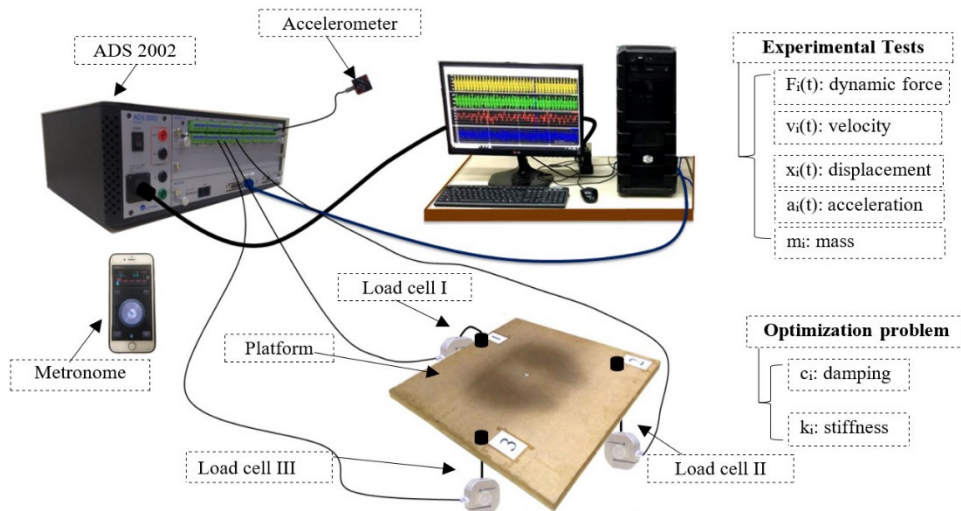 Accelerometer
ADS 2002
ADS 2002
Experimental Tests
Fi(t): dynamic force
vi(t): velocity
xi(t): displacement
ai(t): acceleration
mi: mass
Load cell I
Platform
Metronome
Optimization problem
ci: damping
ki: stiffness
1
2
3
Load cell III
Load cell II